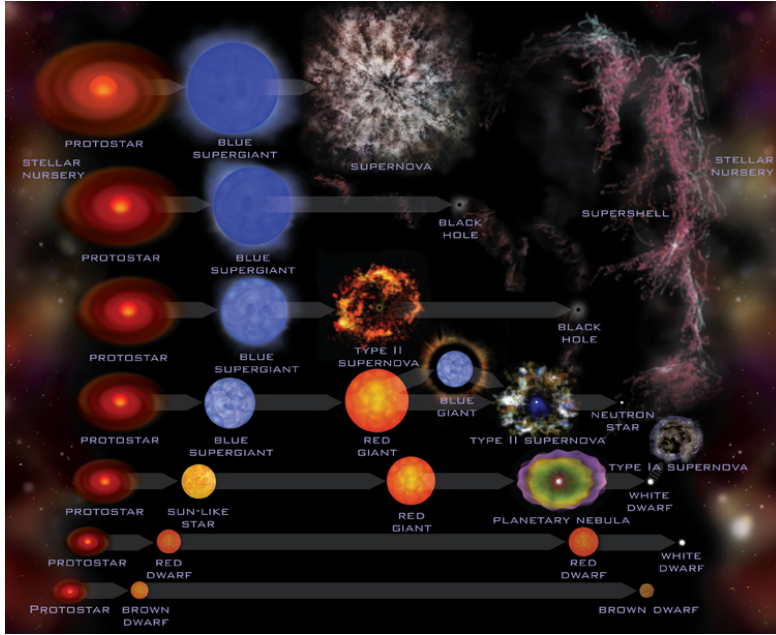 PROTOSTAR
BLUE
SUPERGIANT
SUPERNOVA
STELLAR
NURSERY
STELLAR
NURSERY
PROTOSTAR
BLUE
SUPERGIANT
BLACK
HOLE
SUPERSHELL
PROTOSTAR
BLUE
SUPERGIANT
TYPE II
SUPERNOVA
BLACK
HOLE
PROTOSTAR
BLUE
SUPERGIANT
RED
GIANT
BLUE
GIANT
TYPE II SUPERNOVA
NEUTRON
STAR
TYPE IA SUPERNOVA
PROTOSTAR
SUN-LIKE
STAR
RED
GIANT
PLANETARY NEBULA
WHITE
DWARF
PROTOSTAR
RED
DWARF
RED
DWARF
WHITE
DWARF
PROTOSTAR
BROWN
DWARF
BROWN DWARF